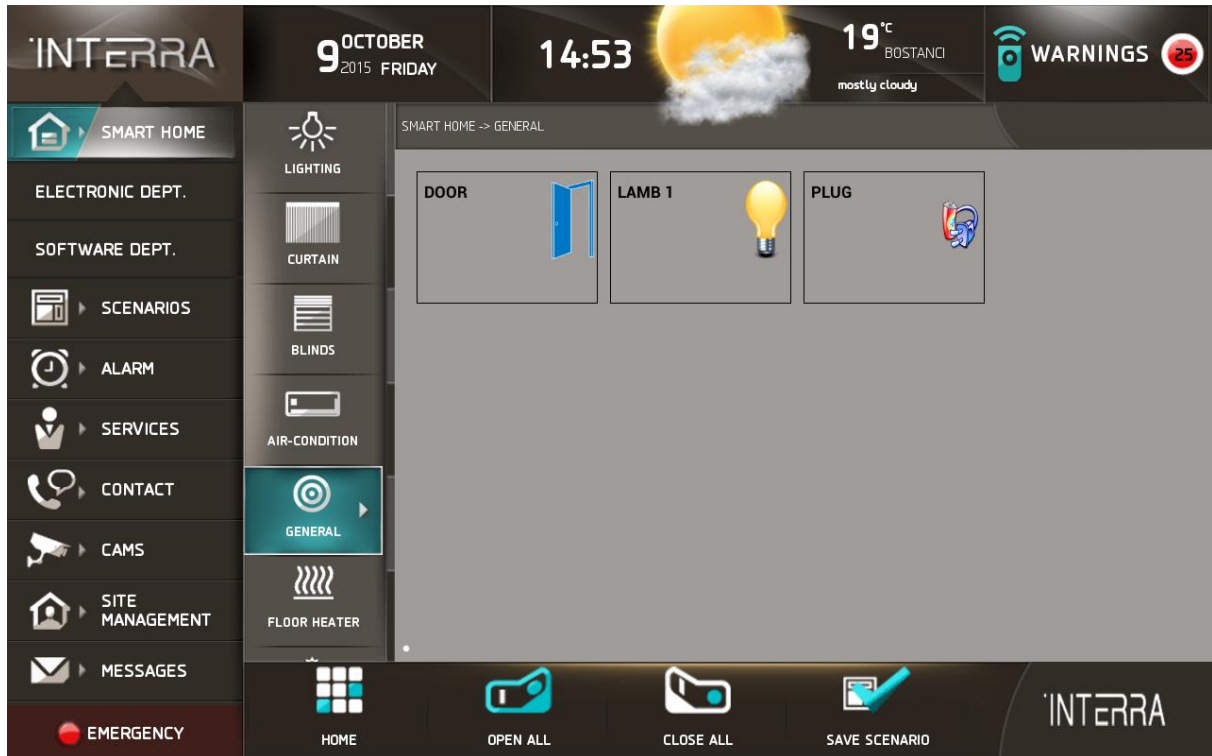 INTERRA
9 OCTOBER
2015 FRIDAY
14:53
19°C
BOSTANCI
mostly cloudy
WARNINGS 25
SMART HOME
ELECTRONIC DEPT.
SOFTWARE DEPT.
SCENARIOS
ALARM
SERVICES
CONTACT
CAMS
SITE
MANAGEMENT
MESSAGES
EMERGENCY
LIGHTING
CURTAIN
BLINDS
AIR-CONDITION
GENERAL
FLOOR HEATER
SMART HOME -> GENERAL
DOOR
LAMB 1
PLUG
HOME
OPEN ALL
CLOSE ALL
SAVE SCENARIO
INTERRA